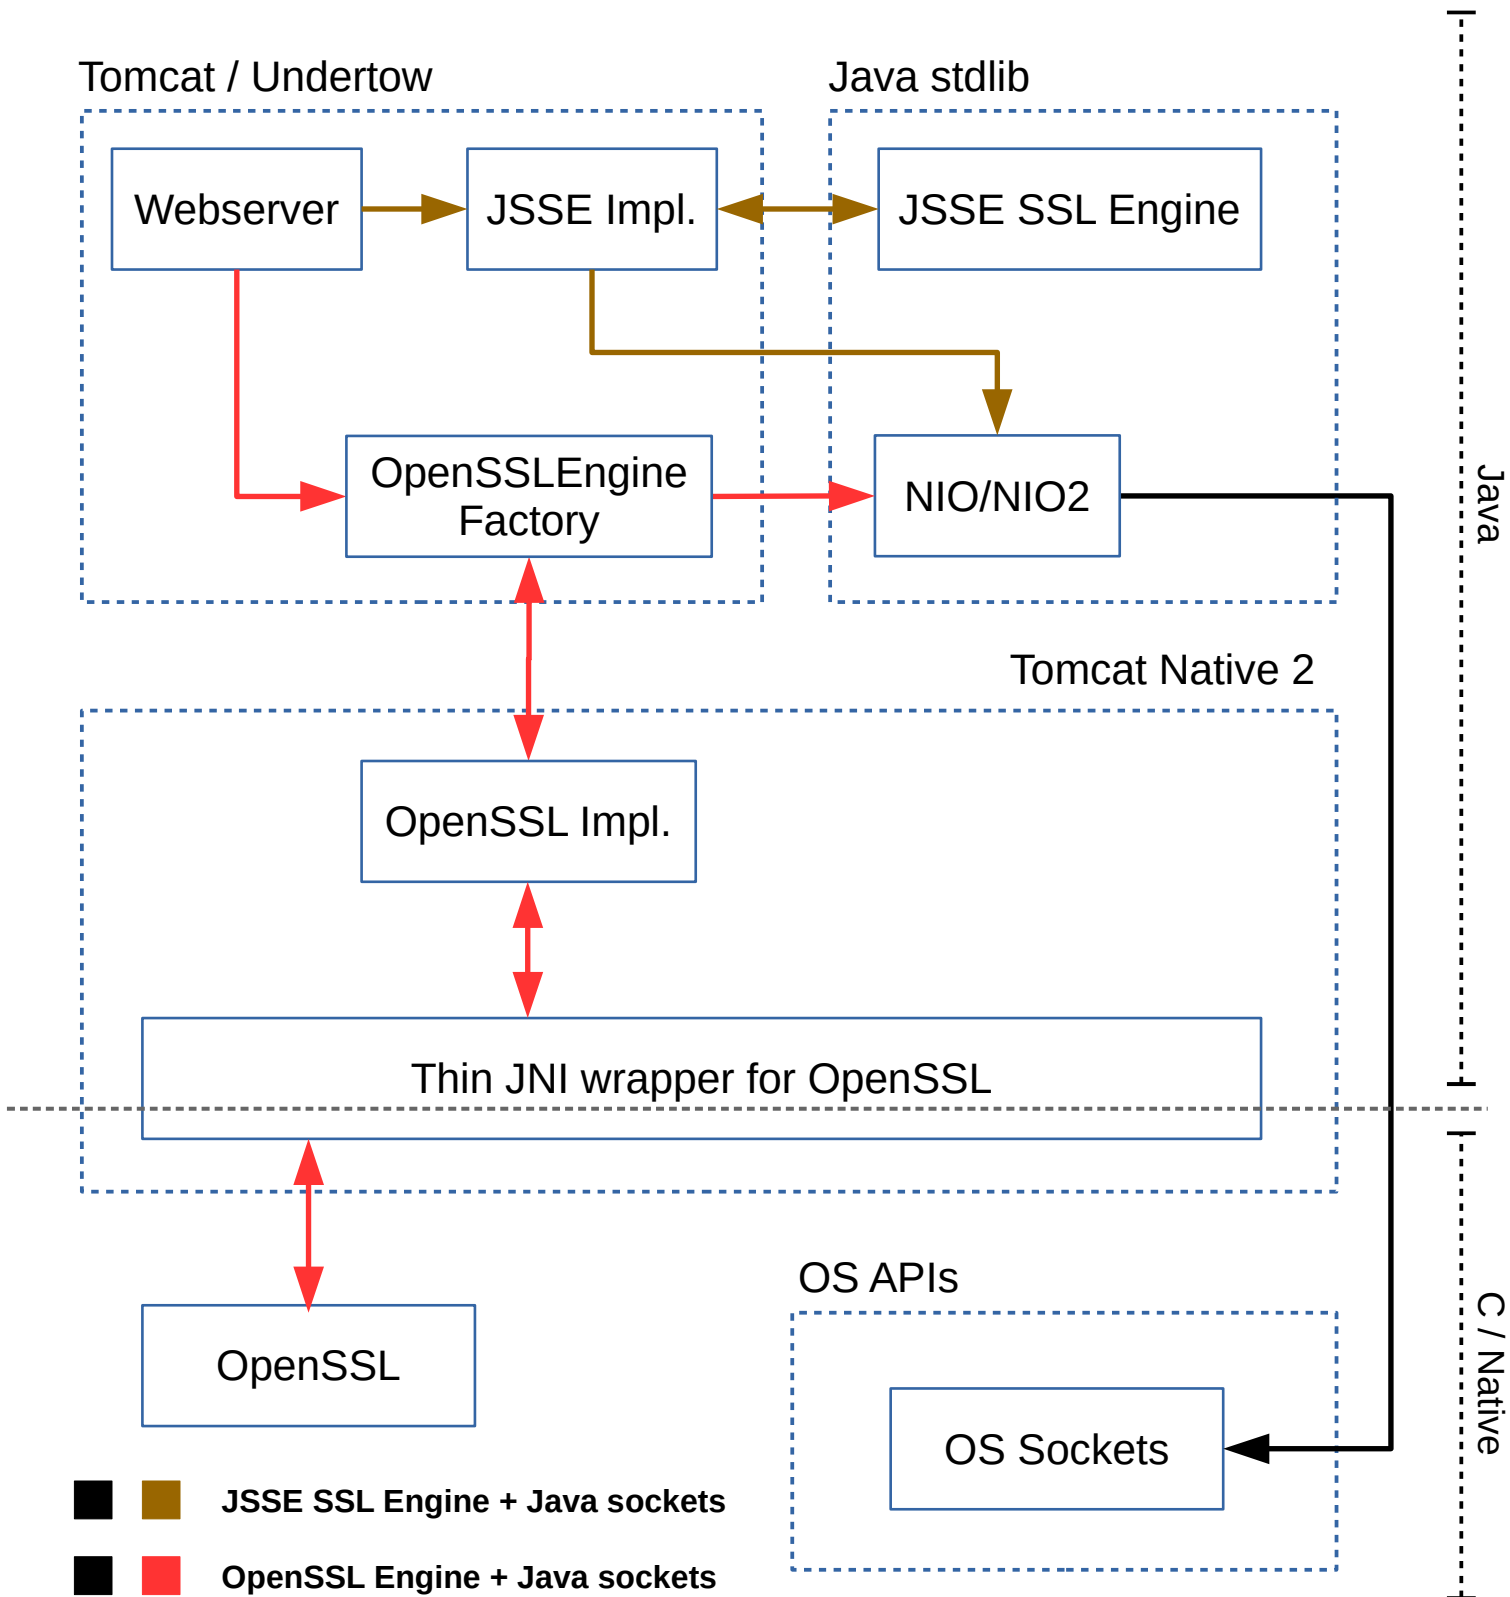 Tomcat / Undertow
Java stdlib
Webserver
JSSE Impl.
JSSE SSL Engine
OpenSSLEngine
Factory
NIO/NIO2
Java
Tomcat Native 2
OpenSSL Impl.
Thin JNI wrapper for OpenSSL
OS APIs
C / Native
OpenSSL
OS Sockets
JSSE SSL Engine + Java sockets
OpenSSL Engine + Java sockets